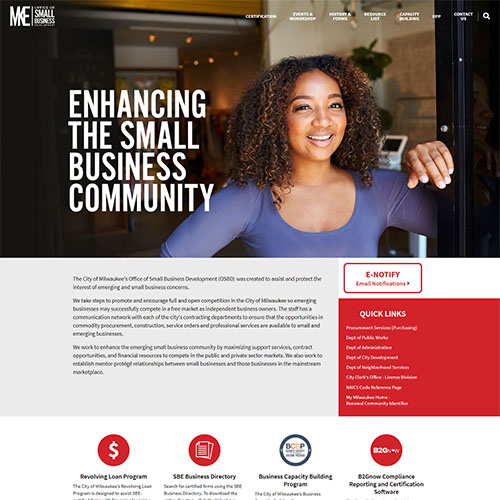 MKE OFFICE OF
SMALL
BUSINESS
DEVELOPMENT
CERTIFICATION
EVENTS &
WORKSHOP
HISTORY &
FORMS
RESOURCE
LIST
CAPACITY
BUILDING
DPP
CONTACT
US
ENHANCING
THE SMALL
BUSINESS
COMMUNITY
The City of Milwaukee's Office of Small Business Development (OSBD) was created to assist and protect the
interest of emerging and small business concerns.
We take steps to promote and encourage full and open competition in the City of Milwaukee so emerging
businesses may successfully compete in a free market as independent business owners. The staff has a
communication network with each of the city's contracting departments to ensure that the opportunities in
commodity procurement, construction, service orders and professional services are available to small and
emerging businesses.
We work to enhance the emerging small business community by maximizing support services, contract
opportunities, and financial resources to compete in the public and private sector markets. We also work to
establish mentor-protégé relationships between small businesses and those businesses in the mainstream
marketplace.
E-NOTIFY
Email Notifications
QUICK LINKS
Procurement Services (Purchasing)
Dept of Public Works
Dept of Administration
Dept of City Development
Dept of Neighborhood Services
City Clerk's Office - License Division
NAICS Code Reference Page
My Milwaukee Home -
Renewal Community Identifier
$
BCBP
B2GNOW
Revolving Loan Program
The City of Milwaukee's Revolving Loan
Program is designed to assist SBE
SBE Business Directory
Search for certified firms using the SBE
Business Directory. To download the
Business Capacity Building
Program
B2Gnow Compliance
Reporting and Certification
Software